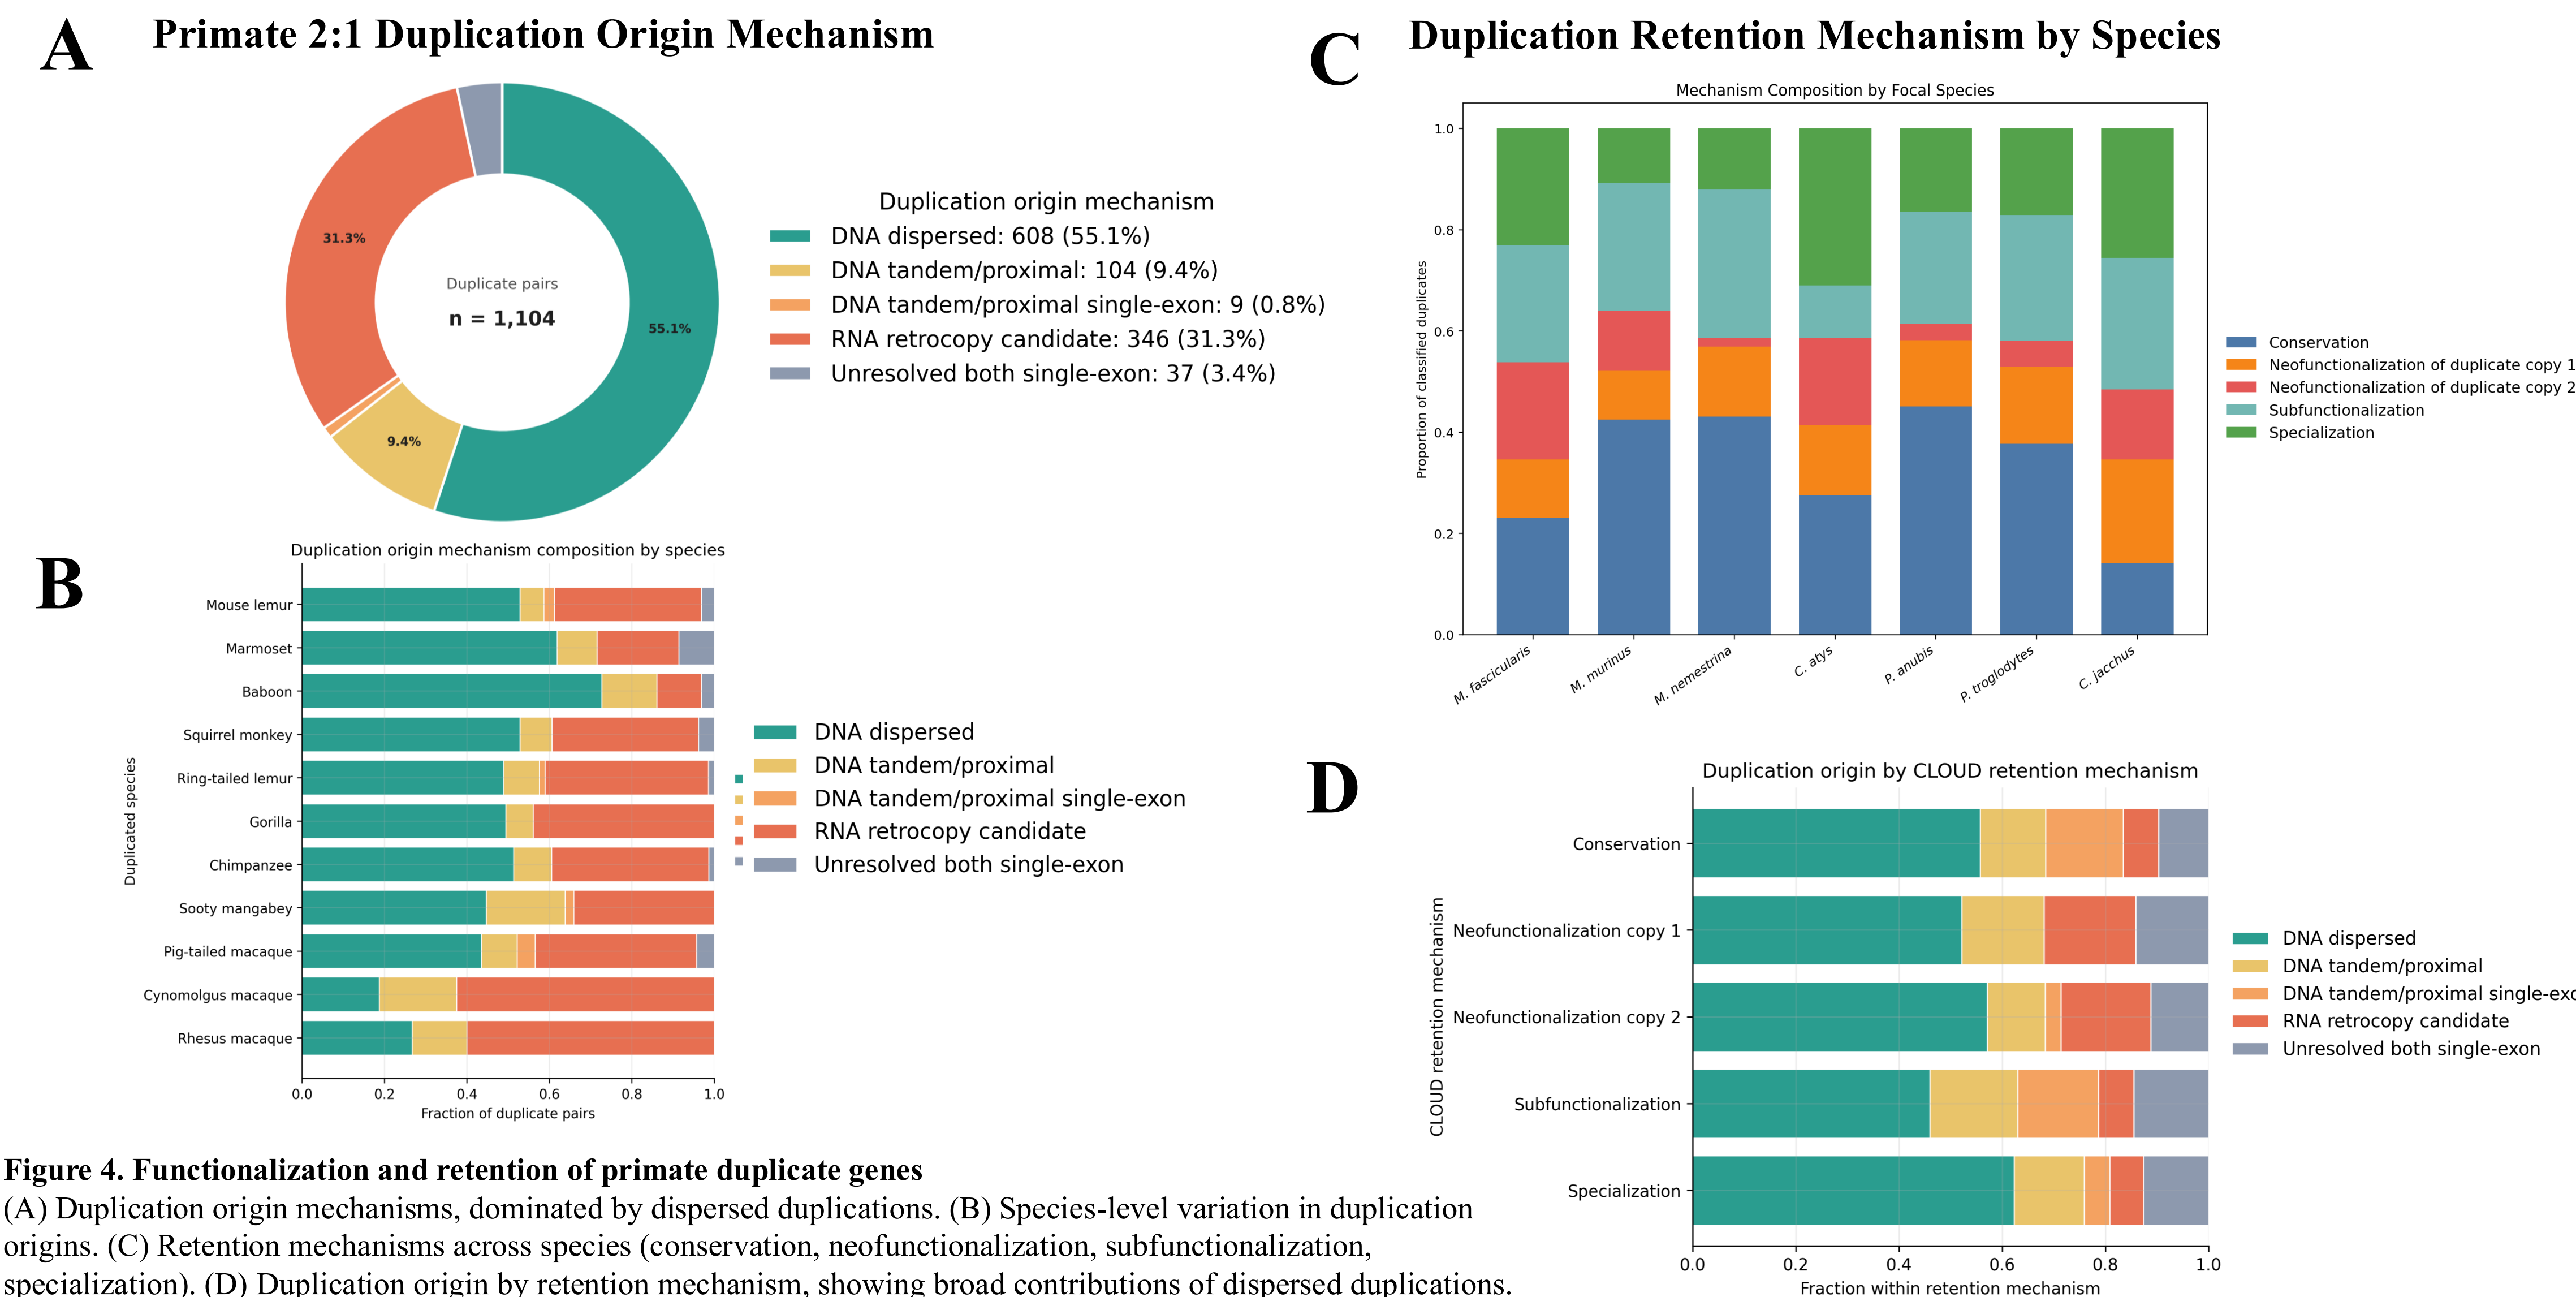 A
Primate 2:1 Duplication Origin Mechanism
31.3%
55.1%
9.4%
Duplicate pairs
n = 1,104
Duplication origin mechanism
DNA dispersed: 608 (55.1%)
DNA tandem/proximal: 104 (9.4%)
DNA tandem/proximal single-exon: 9 (0.8%)
RNA retrocopy candidate: 346 (31.3%)
Unresolved both single-exon: 37 (3.4%)
B
Duplication origin mechanism composition by species
Duplicated species
Mouse lemur
Marmoset
Baboon
Squirrel monkey
Ring-tailed lemur
Gorilla
Chimpanzee
Sooty mangabey
Pig-tailed macaque
Cynomolgus macaque
Rhesus macaque
0.0 0.2 0.4 0.6 0.8 1.0
Fraction of duplicate pairs
DNA dispersed
DNA tandem/proximal
DNA tandem/proximal single-exon
RNA retrocopy candidate
Unresolved both single-exon
C
Duplication Retention Mechanism by Species
Mechanism Composition by Focal Species
Proportion of classified duplicates
1.0
0.8
0.6
0.4
0.2
0.0
M. fascicularis
M. murinus
M. nemestrina
C. atys
P. anubis
P. troglodytes
C. jacchus
Conservation
Neofunctionalization of duplicate copy 1
Neofunctionalization of duplicate copy 2
Subfunctionalization
Specialization
D
Duplication origin by CLOUD retention mechanism
CLOUD retention mechanism
Conservation
Neofunctionalization copy 1
Neofunctionalization copy 2
Subfunctionalization
Specialization
0.0 0.2 0.4 0.6 0.8 1.0
Fraction within retention mechanism
DNA dispersed
DNA tandem/proximal
DNA tandem/proximal single-exo
RNA retrocopy candidate
Unresolved both single-exon
Figure 4. Functionalization and retention of primate duplicate genes
(A) Duplication origin mechanisms, dominated by dispersed duplications. (B) Species-level variation in duplication
origins. (C) Retention mechanisms across species (conservation, neofunctionalization, subfunctionalization,
specialization). (D) Duplication origin by retention mechanism, showing broad contributions of dispersed duplications.